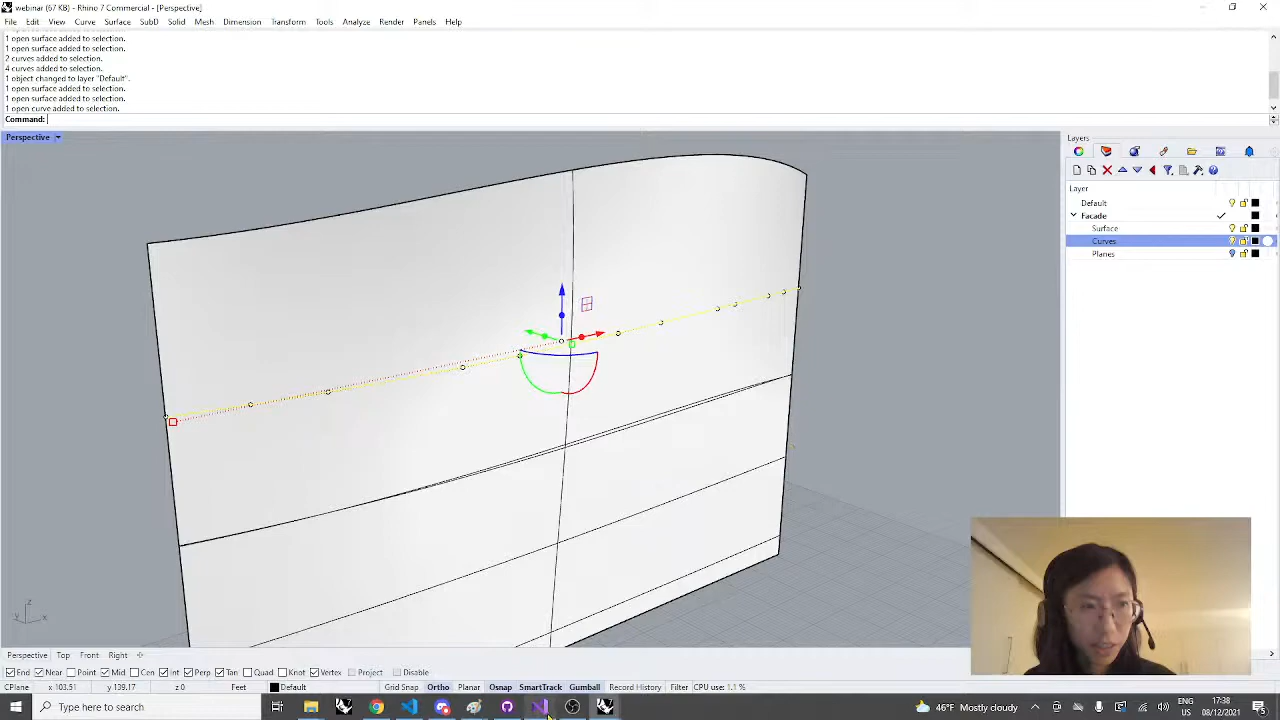 webinar (67 KB) - Rhino 7 Commercial - [Perspective]
File Edit View Curve Surface SubD Solid Mesh Dimension Transform Tools Analyze Render Panels Help
1 open surface added to selection.
1 open surface added to selection.
2 curves added to selection.
4 curves added to selection.
1 object changed to layer "Default".
1 open surface added to selection.
1 open surface added to selection.
1 open curve added to selection.
Command:
Perspective
Layers
Layer
Default
Facade
Surface
Curves
Planes
z
y x
Perspective Top Front Right
End Near Point Mid Cen Int Perp Tan Quad Knot Vertex Project Disable
CPlane x 103.51 y 139.17 z 0 Feet Default Grid Snap Ortho Planar Osnap SmartTrack Gumball Record History Filter CPU use: 1.1 %
Type here to search
46°F Mostly cloudy
ENG
US
17:38
08/12/2021